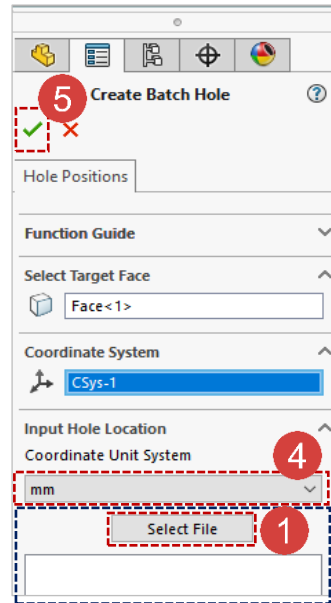 5
Create Batch Hole
?
Hole Positions
Function Guide
Select Target Face
Face<1>
Coordinate System
CSys-1
Input Hole Location
Coordinate Unit System
4
mm
Select File
1